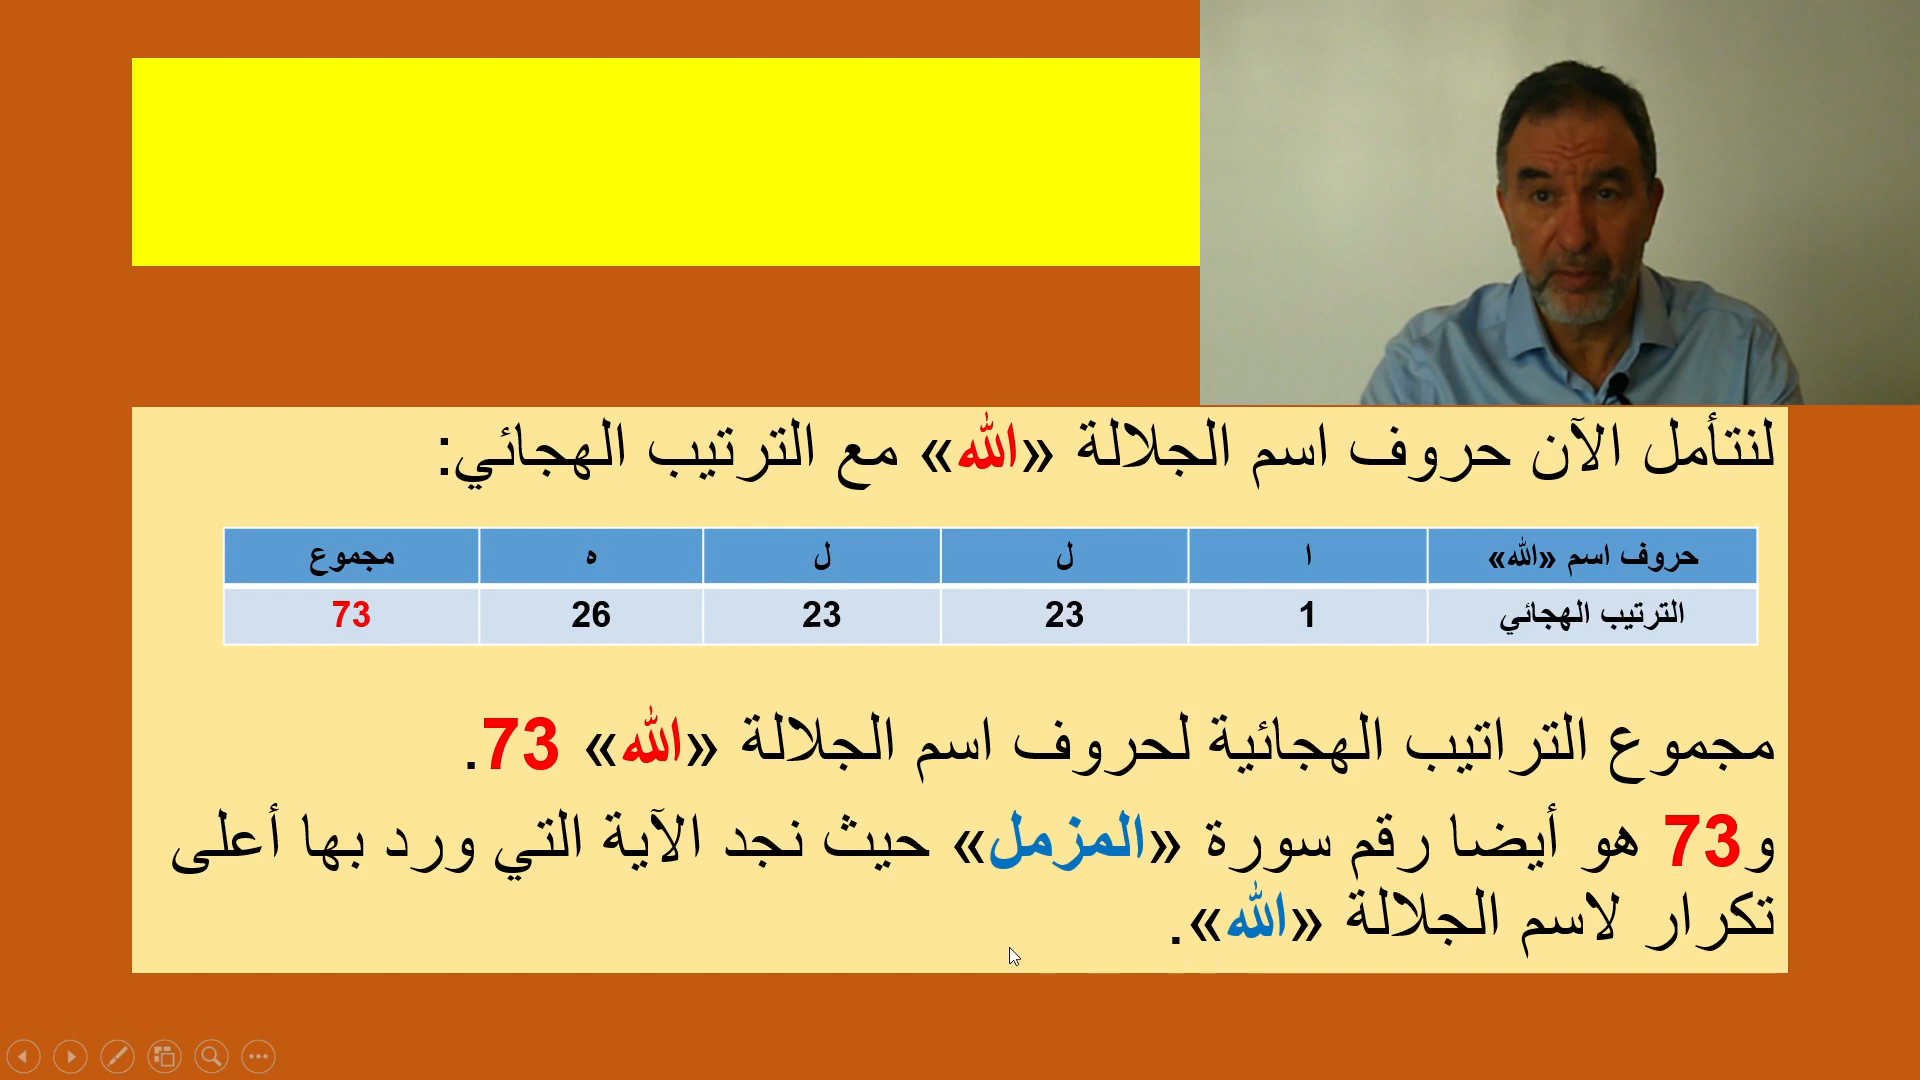 لنتأمل الآن حروف اسم الجلالة «الله» مع الترتيب الهجائي:
حروف اسم «الله» ا ل ل ه مجموع
الترتيب الهجائي 1 23 23 26 73
مجموع التراتيب الهجائية لحروف اسم الجلالة «الله» 73.
و73 هو أيضا رقم سورة «المزمل» حيث نجد الآية التي ورد بها أعلى
تكرار لاسم الجلالة «الله».